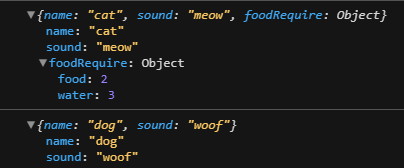 ▼{name: "cat", sound: "meow", foodRequire: Object}
name: "cat"
sound: "meow"
▼foodRequire: Object
food: 2
water: 3
▼{name: "dog", sound: "woof"}
name: "dog"
sound: "woof"